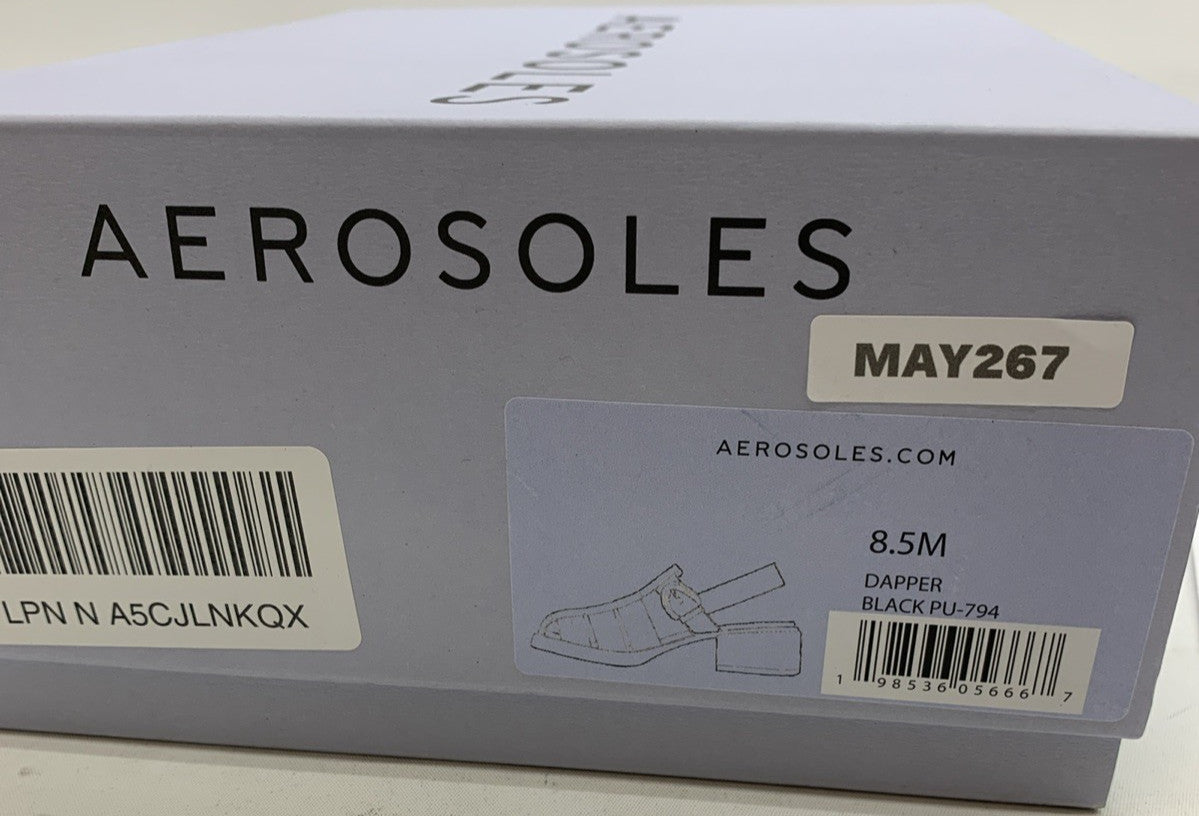 AEROSOLES
AEROSOLES
MAY267
AEROSOLES.COM
8.5M
DAPPER
BLACK PU-794
1 98536 05666 7
LPN N A5CJLNKQX